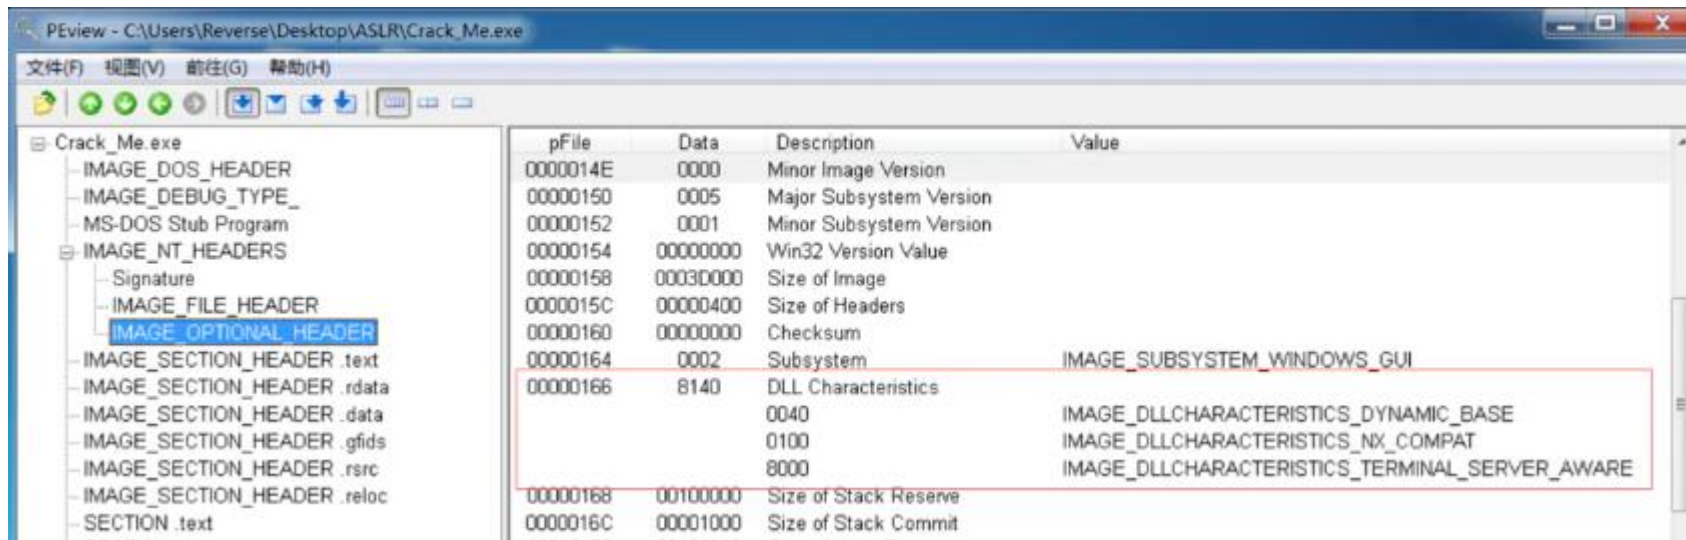 PEview - C:\Users\Reverse\Desktop\ASLR\Crack_Me.exe
文件(F) 视图(V) 前往(G) 帮助(H)
Crack_Me.exe
IMAGE_DOS_HEADER
IMAGE_DEBUG_TYPE_
MS-DOS Stub Program
IMAGE_NT_HEADERS
Signature
IMAGE_FILE_HEADER
IMAGE_OPTIONAL_HEADER
IMAGE_SECTION_HEADER .text
IMAGE_SECTION_HEADER .rdata
IMAGE_SECTION_HEADER .data
IMAGE_SECTION_HEADER .gfids
IMAGE_SECTION_HEADER .rsrc
IMAGE_SECTION_HEADER .reloc
SECTION .text
pFile Data Description Value
0000014E 0000 Minor Image Version
00000150 0005 Major Subsystem Version
00000152 0001 Minor Subsystem Version
00000154 00000000 Win32 Version Value
00000158 0003D000 Size of Image
0000015C 00000400 Size of Headers
00000160 00000000 Checksum
00000164 0002 Subsystem IMAGE_SUBSYSTEM_WINDOWS_GUI
00000166 8140 DLL Characteristics
0040 IMAGE_DLLCHARACTERISTICS_DYNAMIC_BASE
0100 IMAGE_DLLCHARACTERISTICS_NX_COMPAT
8000 IMAGE_DLLCHARACTERISTICS_TERMINAL_SERVER_AWARE
00000168 00100000 Size of Stack Reserve
0000016C 00001000 Size of Stack Commit